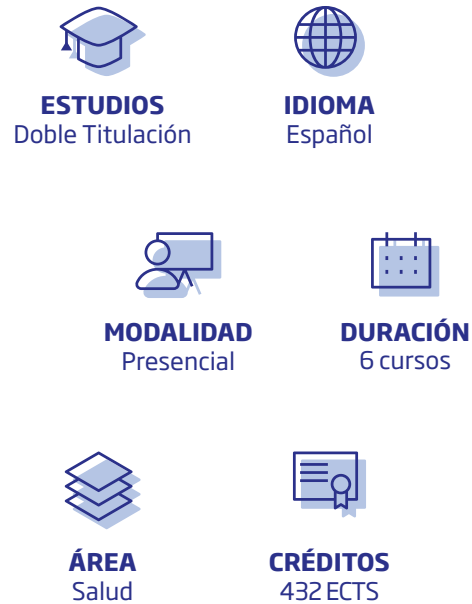 ESTUDIOS
Doble Titulación
IDIOMA
Español
MODALIDAD
Presencial
DURACIÓN
6 cursos
ÁREA
Salud
CRÉDITOS
432 ECTS